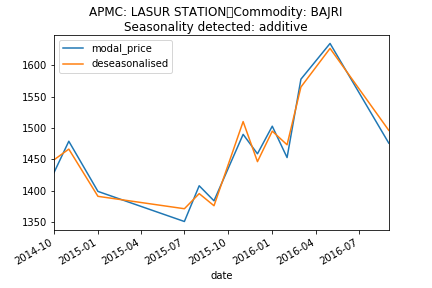 APMC: LASUR STATION Commodity: BAJRI
Seasonality detected: additive
modal_price
deseasonalised
1600
1550
1500
1450
1400
1350
2014-10
2015-01
2015-04
2015-07
2015-10
2016-01
2016-04
2016-07
date